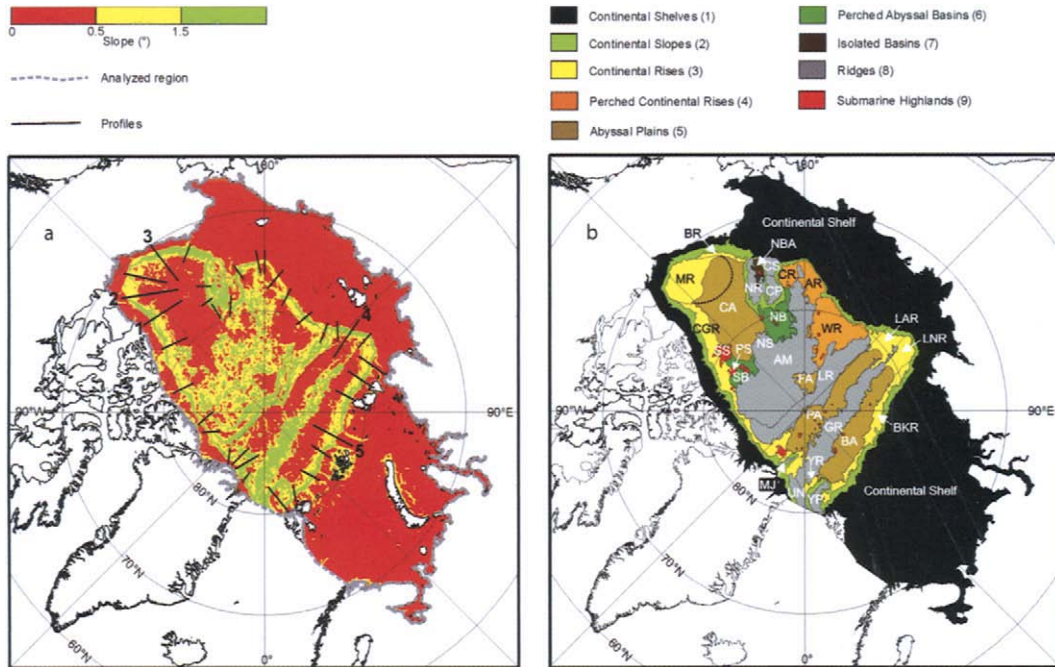 0 0.5 1.5
Slope (°)
Analyzed region
Profiles
Continental Shelves (1)
Continental Slopes (2)
Continental Rises (3)
Perched Continental Rises (4)
Abyssal Plains (5)
Perched Abyssal Basins (6)
Isolated Basins (7)
Ridges (8)
Submarine Highlands (9)
180°
a
3
2
1
4
5
90°W
90°E
80°N
70°N
60°N
0°
180°
b
Continental Shelf
BR
NBA
MR
CS
CR
AR
NR
CP
CA
NB
WR
CGR
NS
LAR
LNR
SS
PS
AM
SB
FA
LR
90°W
90°E
PA
GR
BKR
BA
YR
MJ
UN
YP
Continental Shelf
80°N
70°N
60°N
0°